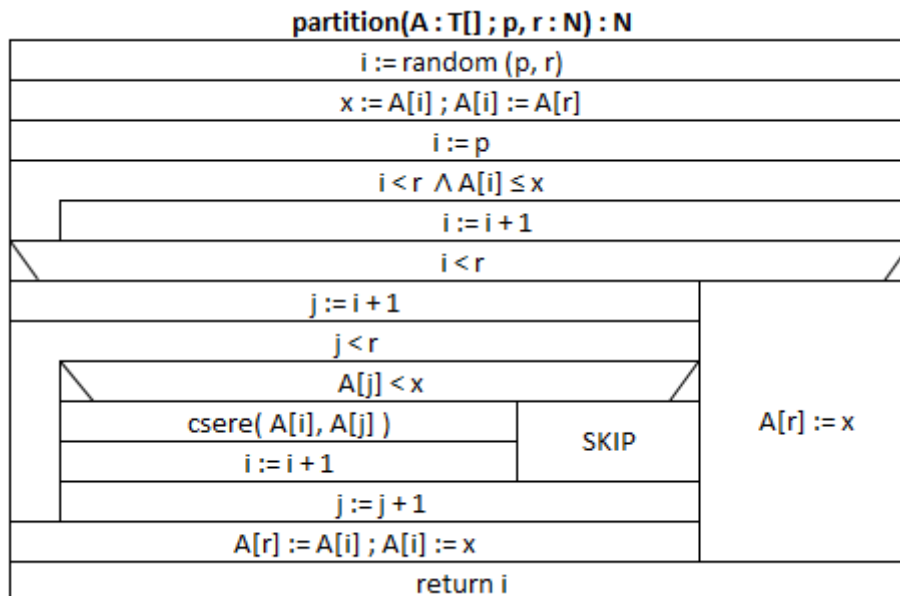 partition(A : T[] ; p, r : N) : N
i := random (p, r)
x := A[i] ; A[i] := A[r]
i := p
i < r ∧ A[i] ≤ x
i := i + 1
i < r
j := i + 1
j < r
A[j] < x
csere( A[i], A[j] )
SKIP
A[r] := x
i := i + 1
j := j + 1
A[r] := A[i] ; A[i] := x
return i